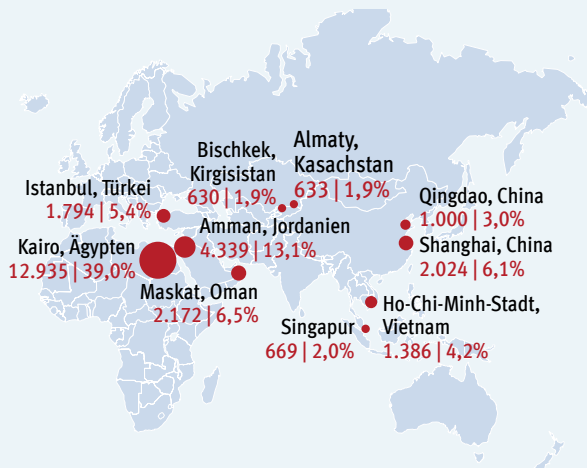 Bischkek,
Kirgisistan
630 | 1,9%
Almaty,
Kasachstan
633 | 1,9%
Istanbul, Türkei
1.794 | 5,4%
Qingdao, China
1.000 | 3,0%
Amman, Jordanien
4.339 | 13,1%
Kairo, Ägypten
12.935 | 39,0%
Shanghai, China
2.024 | 6,1%
Maskat, Oman
2.172 | 6,5%
Ho-Chi-Minh-Stadt,
Vietnam
1.386 | 4,2%
Singapur
669 | 2,0%